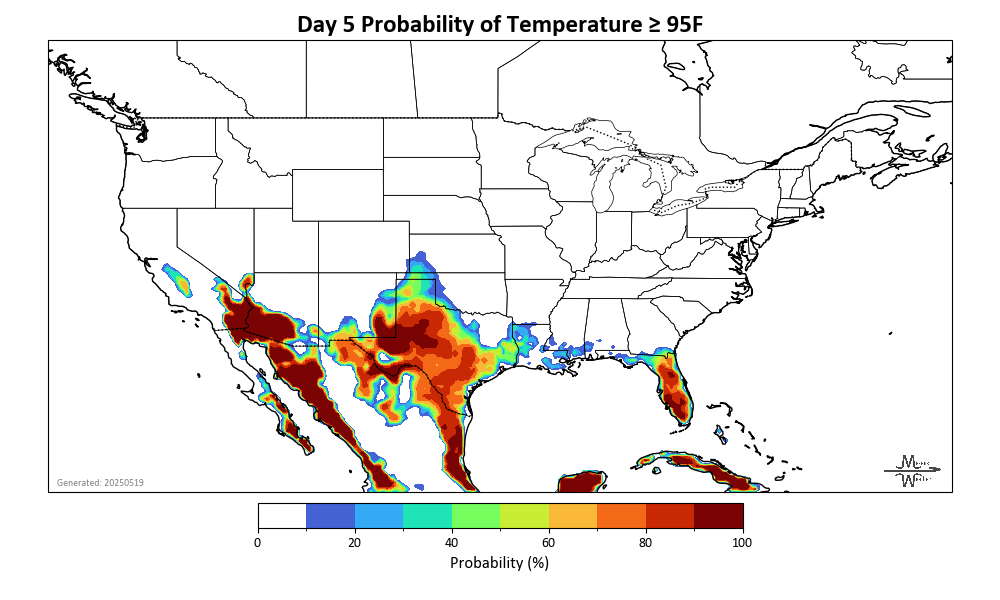 Day 5 Probability of Temperature ≥ 95F
Generated: 20250519
0 20 40 60 80 100
Probability (%)